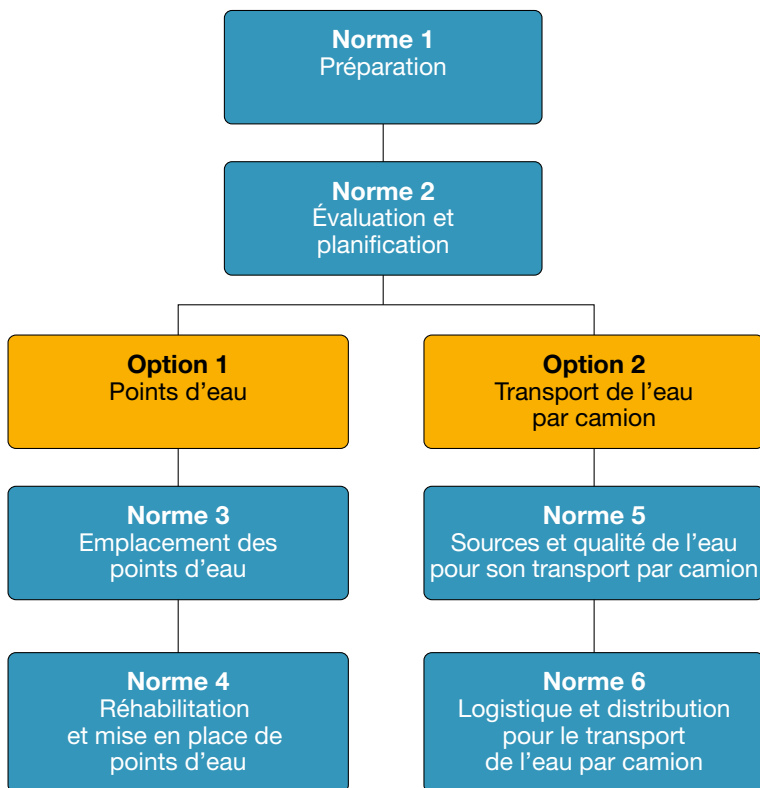 Norme 1
Préparation
Norme 2
Évaluation et
planification
Option 1
Points d’eau
Option 2
Transport de l’eau
par camion
Norme 3
Emplacement des
points d’eau
Norme 5
Sources et qualité de l’eau
pour son transport par camion
Norme 4
Réhabilitation
et mise en place de
points d’eau
Norme 6
Logistique et distribution
pour le transport
de l’eau par camion